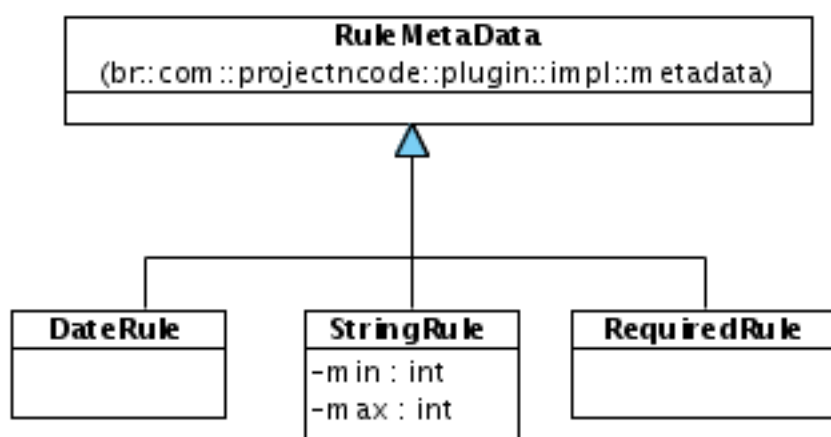 RuleMetaData
(br::com::projectncode::plugin::impl::metadata)
DateRule
StringRule
RequiredRule
-min : int
-max : int